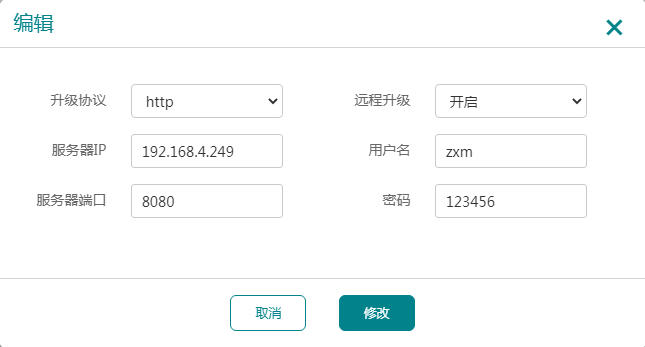 编辑
升级协议 http 远程升级 开启
服务器IP 192.168.4.249 用户名 zxm
服务器端口 8080 密码 123456
取消 修改